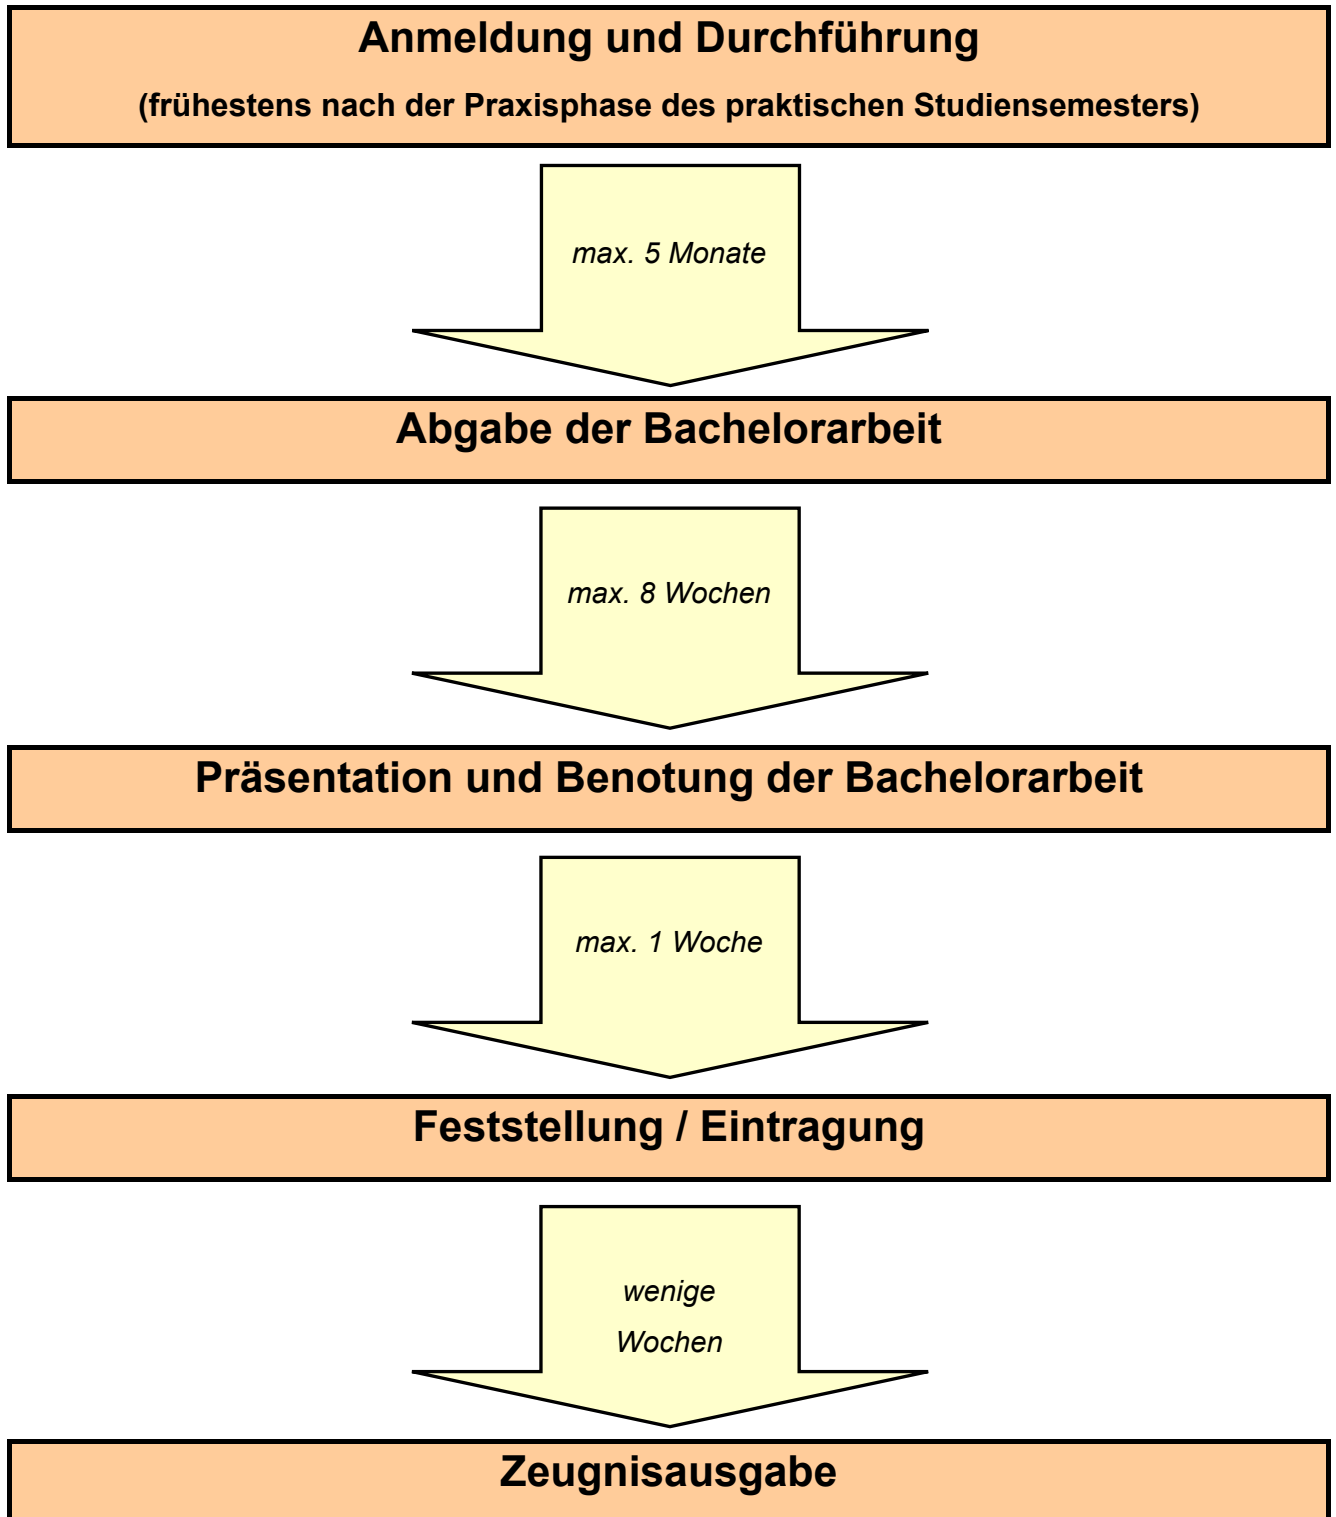 Anmeldung und Durchführung
(frühestens nach der Praxisphase des praktischen Studiensemesters)
max. 5 Monate
Abgabe der Bachelorarbeit
max. 8 Wochen
Präsentation und Benotung der Bachelorarbeit
max. 1 Woche
Feststellung / Eintragung
wenige
Wochen
Zeugnisausgabe